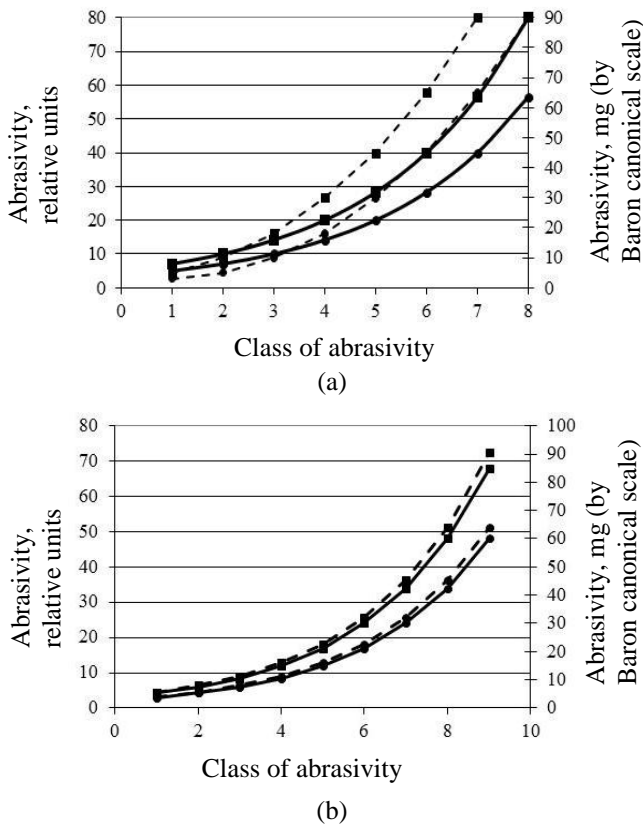 80
70
60
50
40
30
20
10
0
Abrasivity,
relative units
90
80
70
60
50
40
30
20
10
0
Abrasivity, mg (by
Baron canonical scale)
0 1 2 3 4 5 6 7 8
Class of abrasivity
(a)
80
70
60
50
40
30
20
10
0
Abrasivity,
relative units
100
90
80
70
60
50
40
30
20
10
0
Abrasivity, mg (by
Baron canonical scale)
0 2 4 6 8 10
Class of abrasivity
(b)